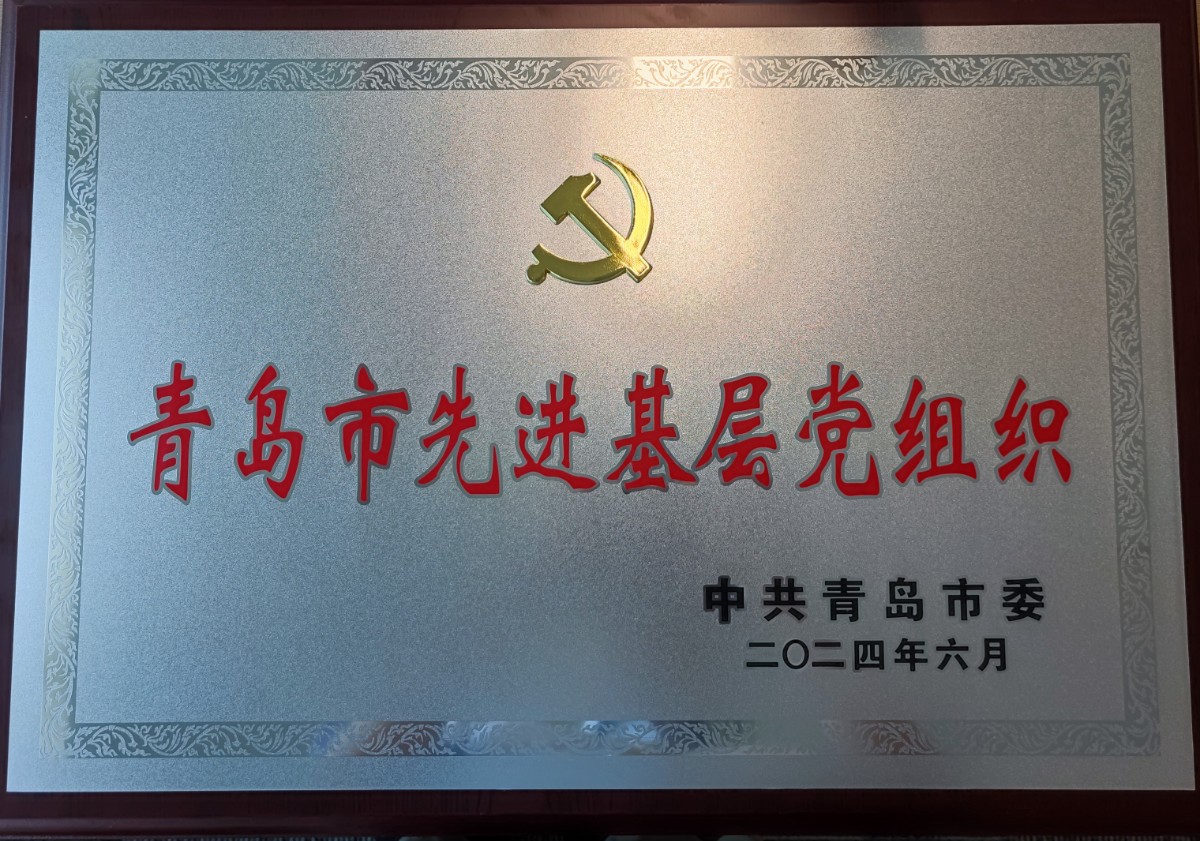 青岛市先进基层党组织
中共青岛市委
二〇二四年六月